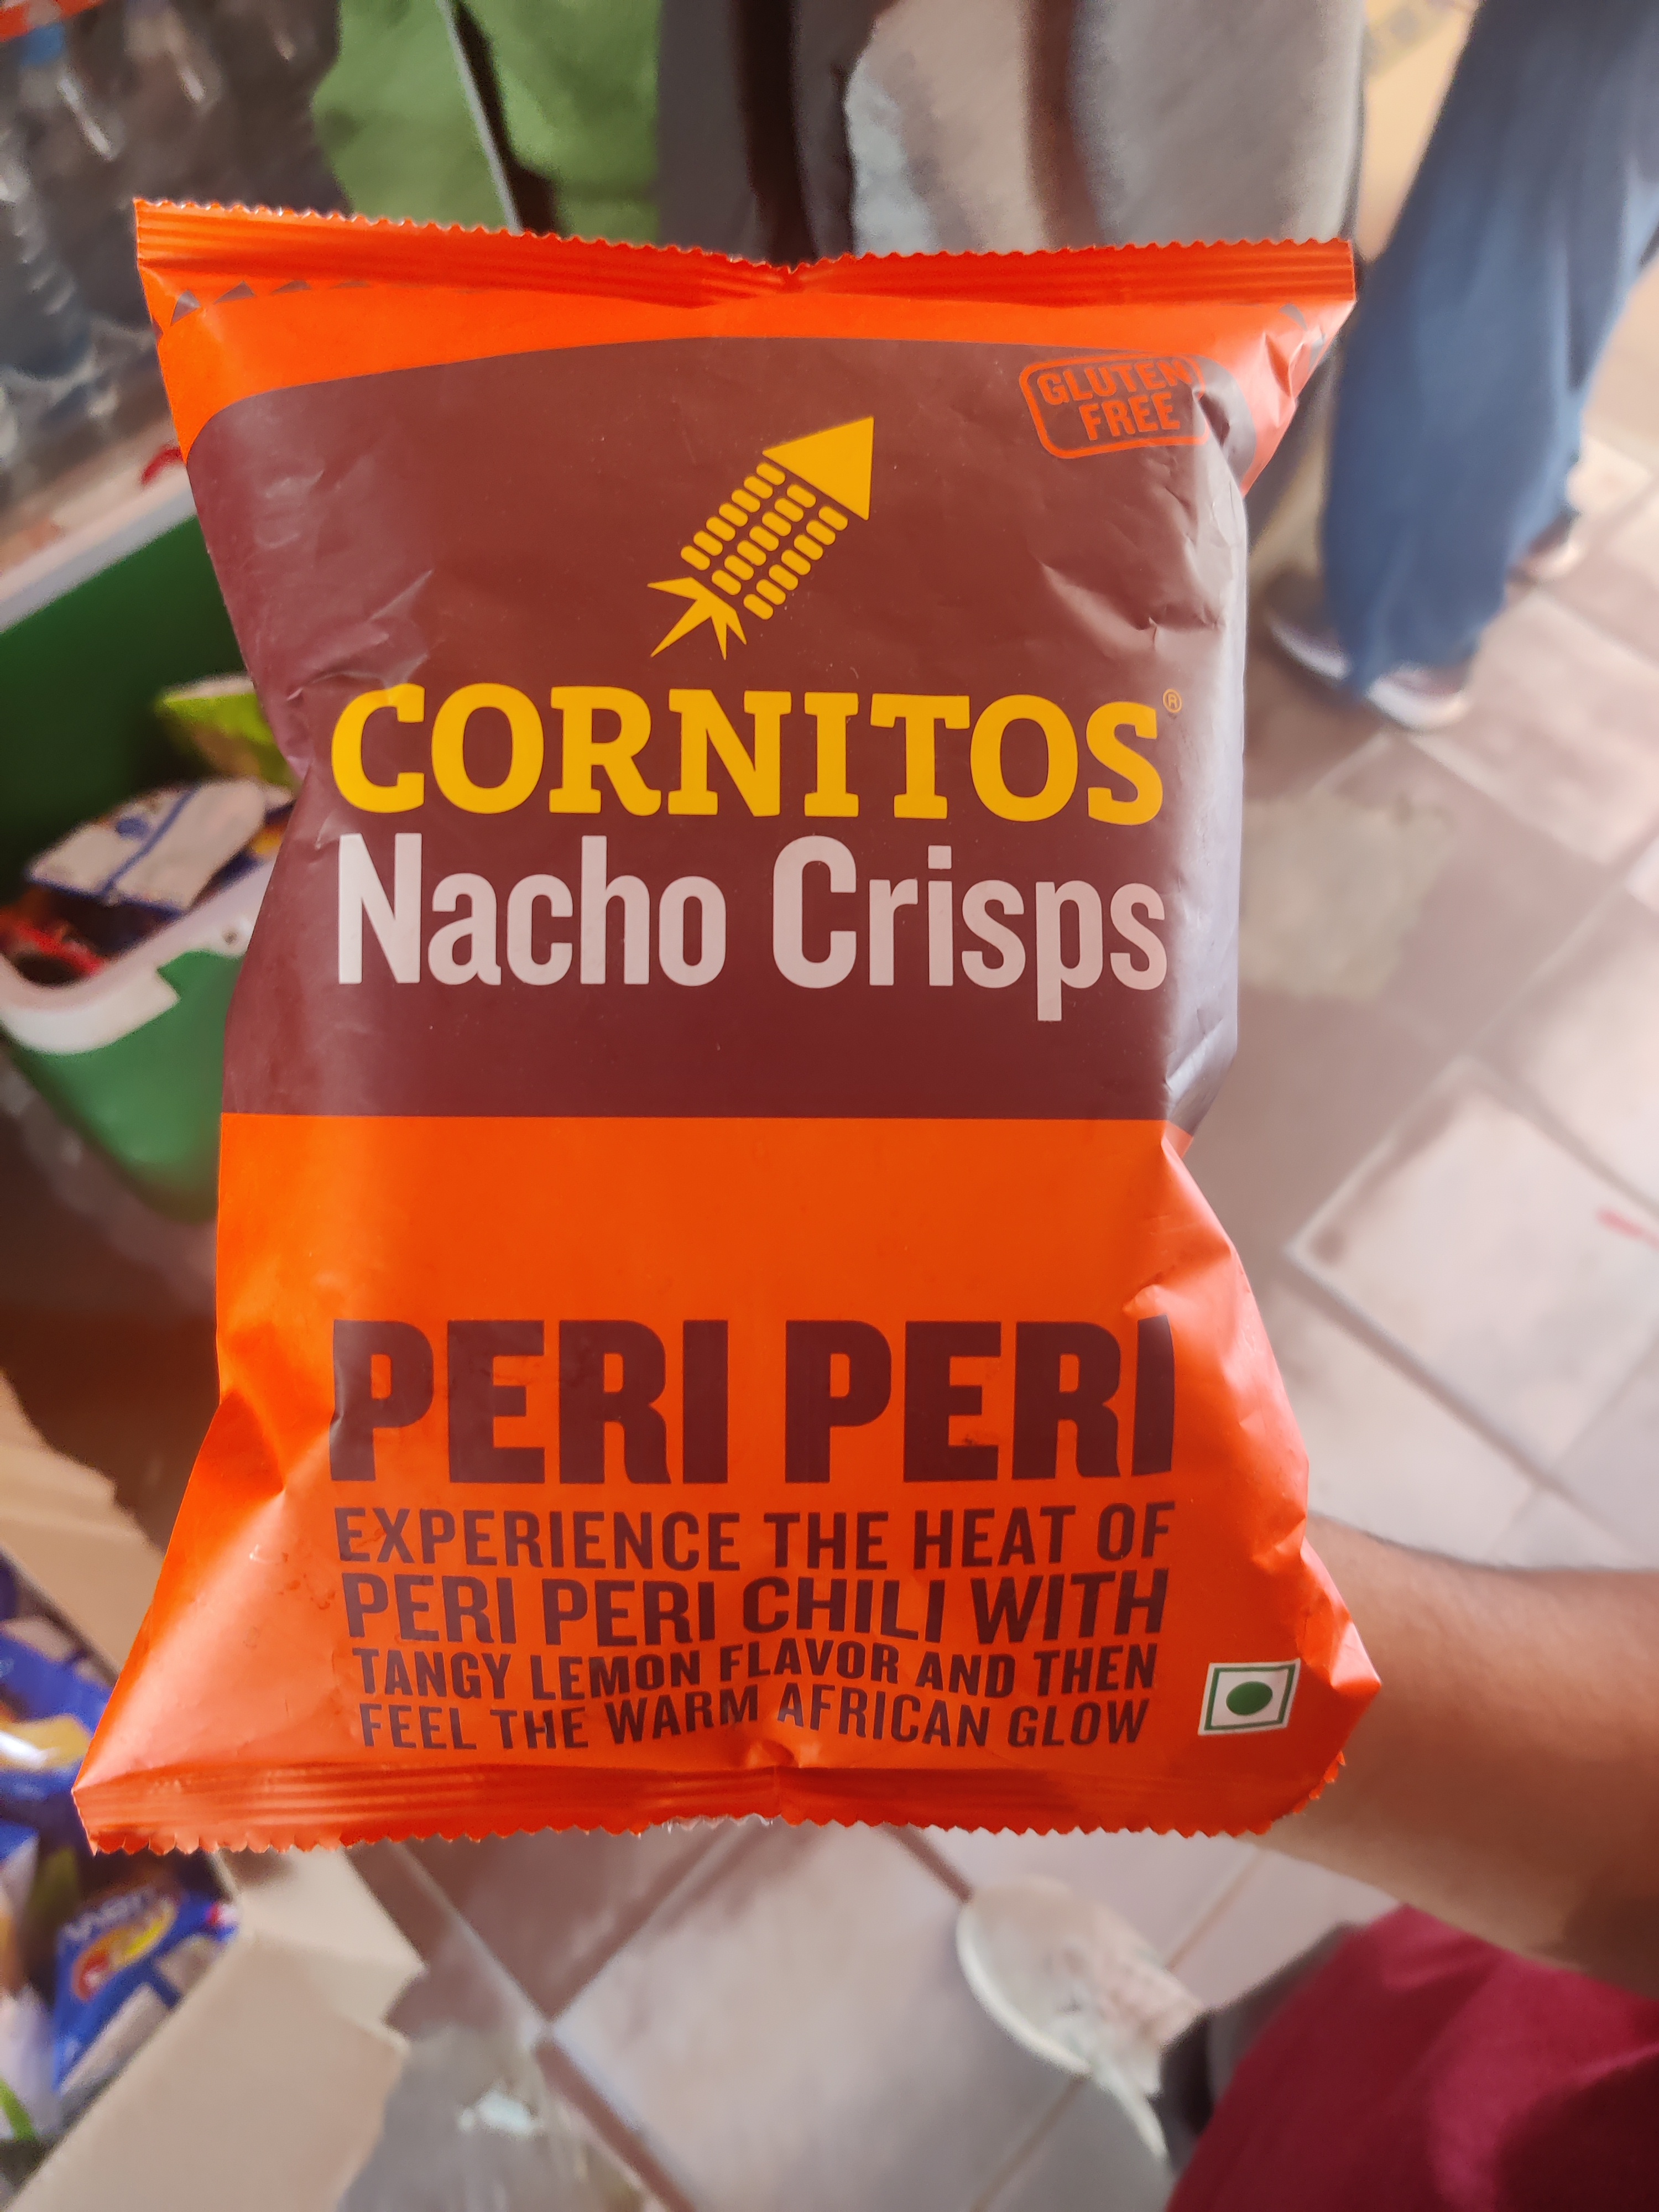 GLUTEN
FREE
CORNITOS®
Nacho Crisps
PERI PERI
EXPERIENCE THE HEAT OF
PERI PERI CHILI WITH
TANGY LEMON FLAVOR AND THEN
FEEL THE WARM AFRICAN GLOW